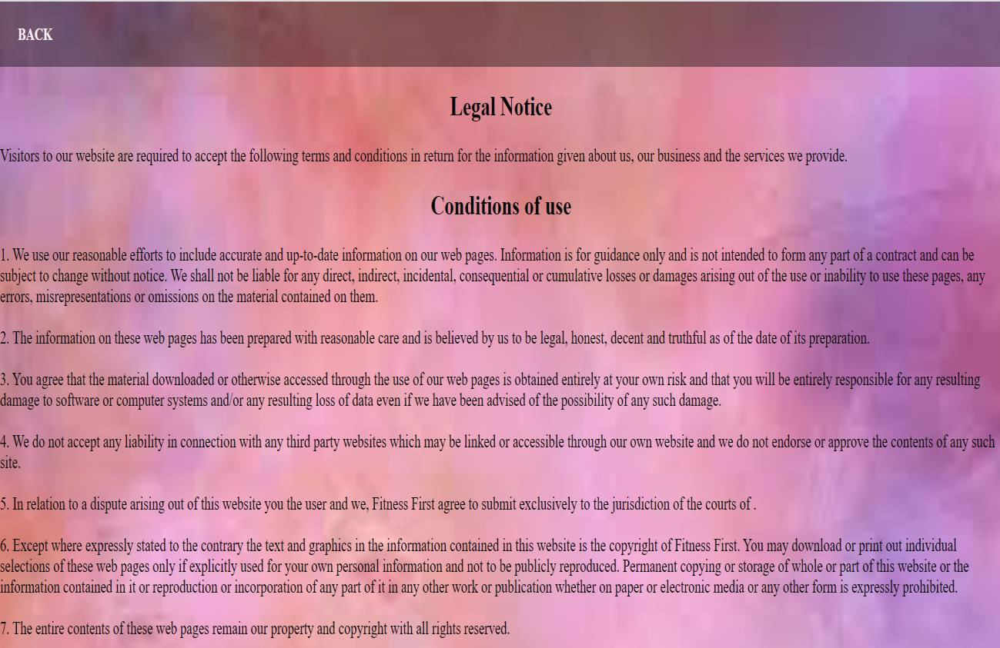 BACK
Legal Notice
Visitors to our website are required to accept the following terms and conditions in return for the information given about us, our business and the services we provide.
Conditions of use
1. We use our reasonable efforts to include accurate and up-to-date information on our web pages. Information is for guidance only and is not intended to form any part of a contract and can be
subject to change without notice. We shall not be liable for any direct, indirect, incidental, consequential or cumulative losses or damages arising out of the use or inability to use these pages, any
errors, misrepresentations or omissions on the material contained on them.
2. The information on these web pages has been prepared with reasonable care and is believed by us to be legal, honest, decent and truthful as of the date of its preparation.
3. You agree that the material downloaded or otherwise accessed through the use of our web pages is obtained entirely at your own risk and that you will be entirely responsible for any resulting
damage to software or computer systems and/or any resulting loss of data even if we have been advised of the possibility of any such damage.
4. We do not accept any liability in connection with any third party websites which may be linked or accessible through our own website and we do not endorse or approve the contents of any such
site.
5. In relation to a dispute arising out of this website you the user and we, Fitness First agree to submit exclusively to the jurisdiction of the courts of .
6. Except where expressly stated to the contrary the text and graphics in the information contained in this website is the copyright of Fitness First. You may download or print out individual
selections of these web pages only if explicitly used for your own personal information and not to be publicly reproduced. Permanent copying or storage of whole or part of this website or the
information contained in it or reproduction or incorporation of any part of it in any other work or publication whether on paper or electronic media or any other form is expressly prohibited.
7. The entire contents of these web pages remain our property and copyright with all rights reserved.